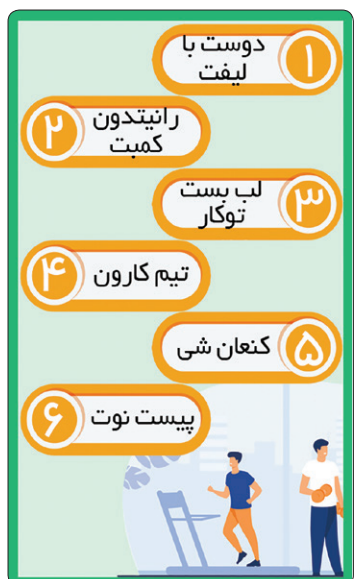 ۱
دوست با
لیفت
۲
رانیتدون
کمبت
۳
لب بست
توکار
۴
تیم کارون
۵
کنعان شی
۶
پیست نوت